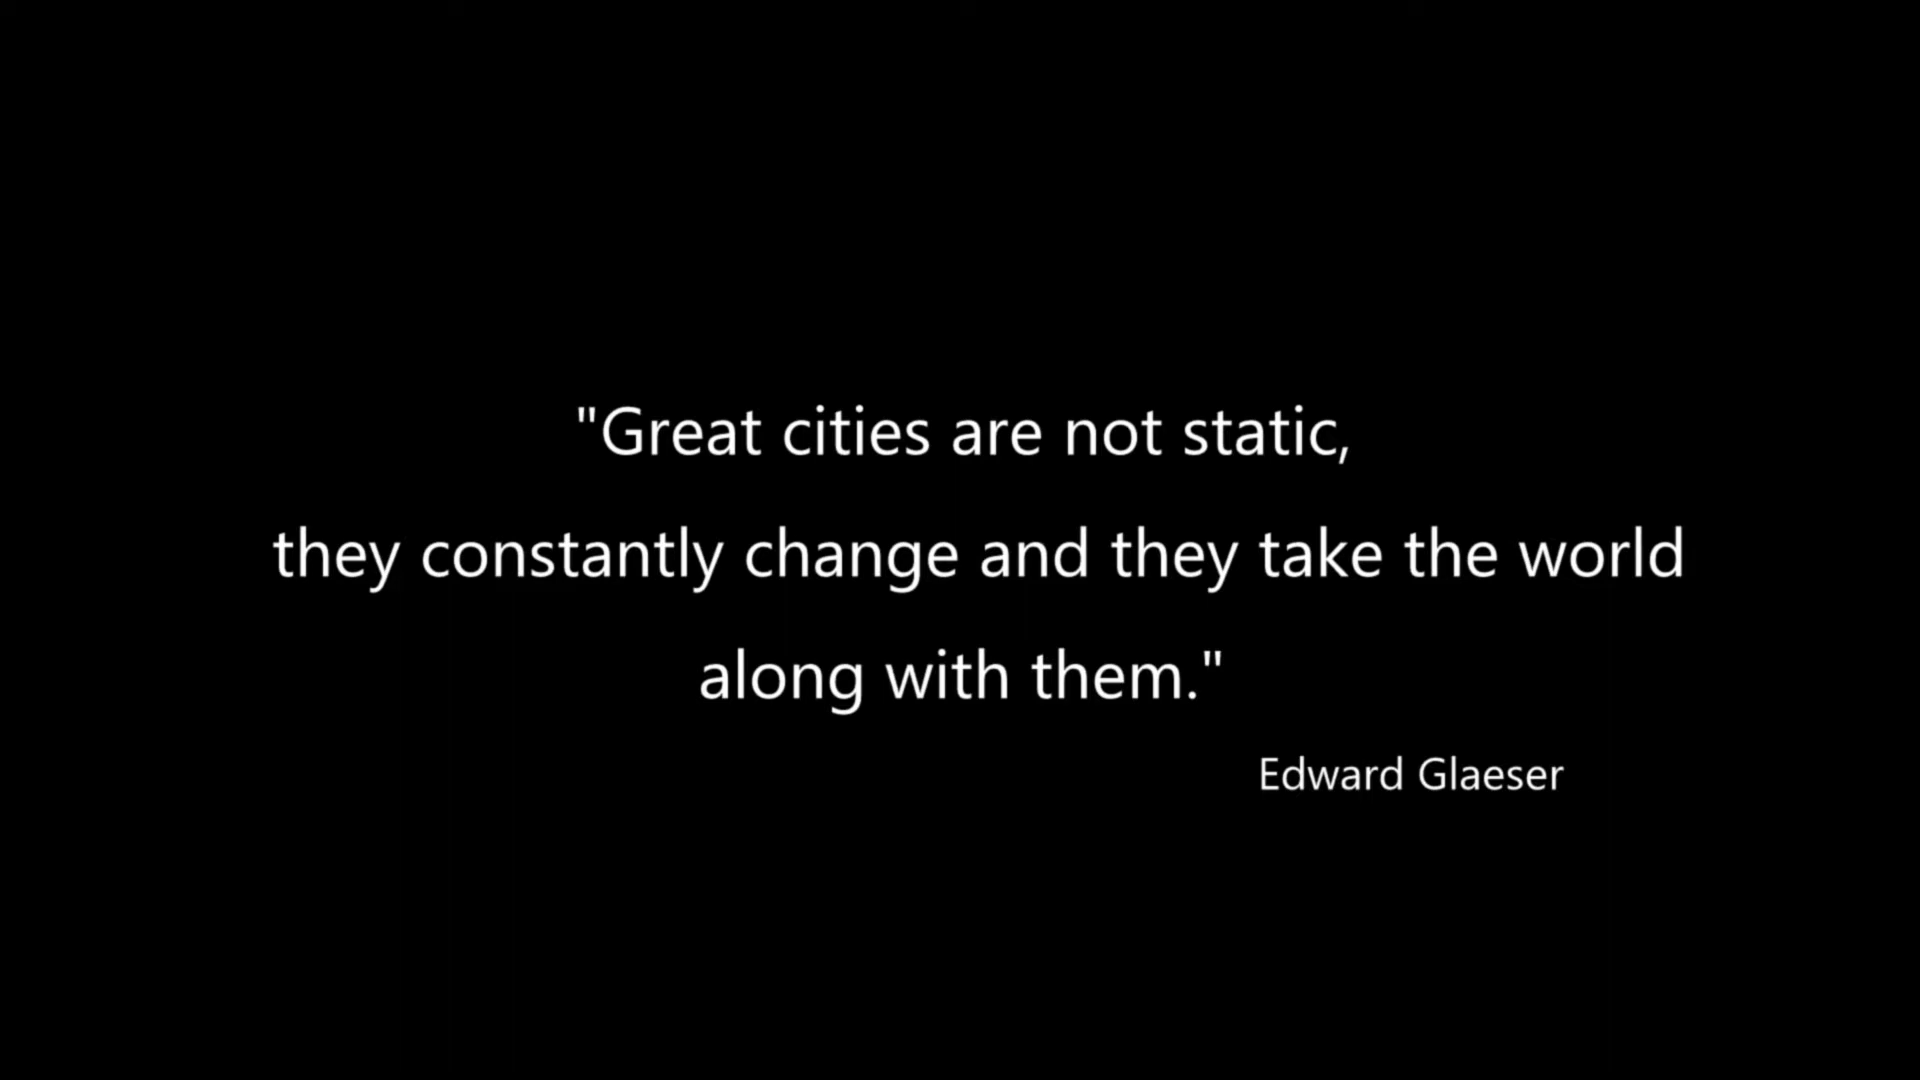 "Great cities are not static,
they constantly change and they take the world
along with them."
Edward Glaeser